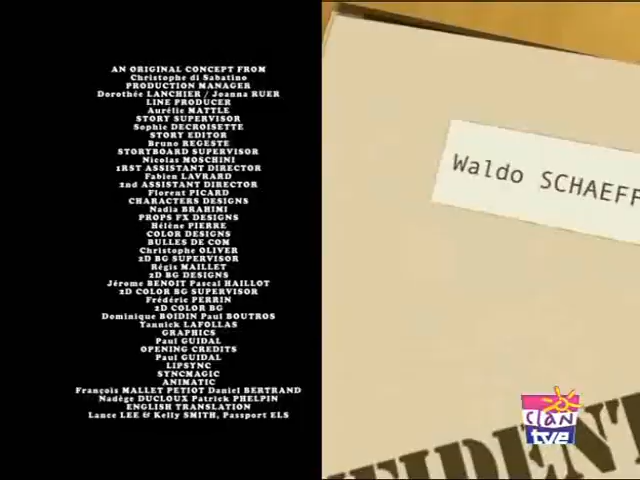 AN ORIGINAL CONCEPT FROM
Christophe di Sabatino
PRODUCTION MANAGER
Dorothée LANCHIER / Joanna RUER
LINE PRODUCER
Aurélie MATTLE
STORY SUPERVISOR
Sophie DECROISETTE
STORY EDITOR
Bruno REGESTE
STORYBOARD SUPERVISOR
Nicolas MOSCHINI
1RST ASSISTANT DIRECTOR
Fabien LAVRARD
2nd ASSISTANT DIRECTOR
Florent PICARD
CHARACTERS DESIGNS
Nadia BRAHIMI
PROPS FX DESIGNS
Hélène PIERRE
COLOR DESIGNS
BULLES DE COM
Christophe OLIVER
2D BG SUPERVISOR
Régis MAILLET
2D BG DESIGNS
Jérome BENOIT Pascal HAILLOT
2D COLOR BG SUPERVISOR
Frédéric PERRIN
2D COLOR BG
Dominique BOIDIN Paul BOUTROS
Yannick LAFOLLAS
GRAPHICS
Paul GUIDAL
OPENING CREDITS
Paul GUIDAL
LIPSYNC
SYNCMAGIC
ANIMATIC
François MALLET PETIOT Daniel BERTRAND
Nadège DUCLOUX Patrick PHELPIN
ENGLISH TRANSLATION
Lance LEE & Kelly SMITH, Passport ELS
Waldo SCHAEFF
CLAN
tve
FIDENT